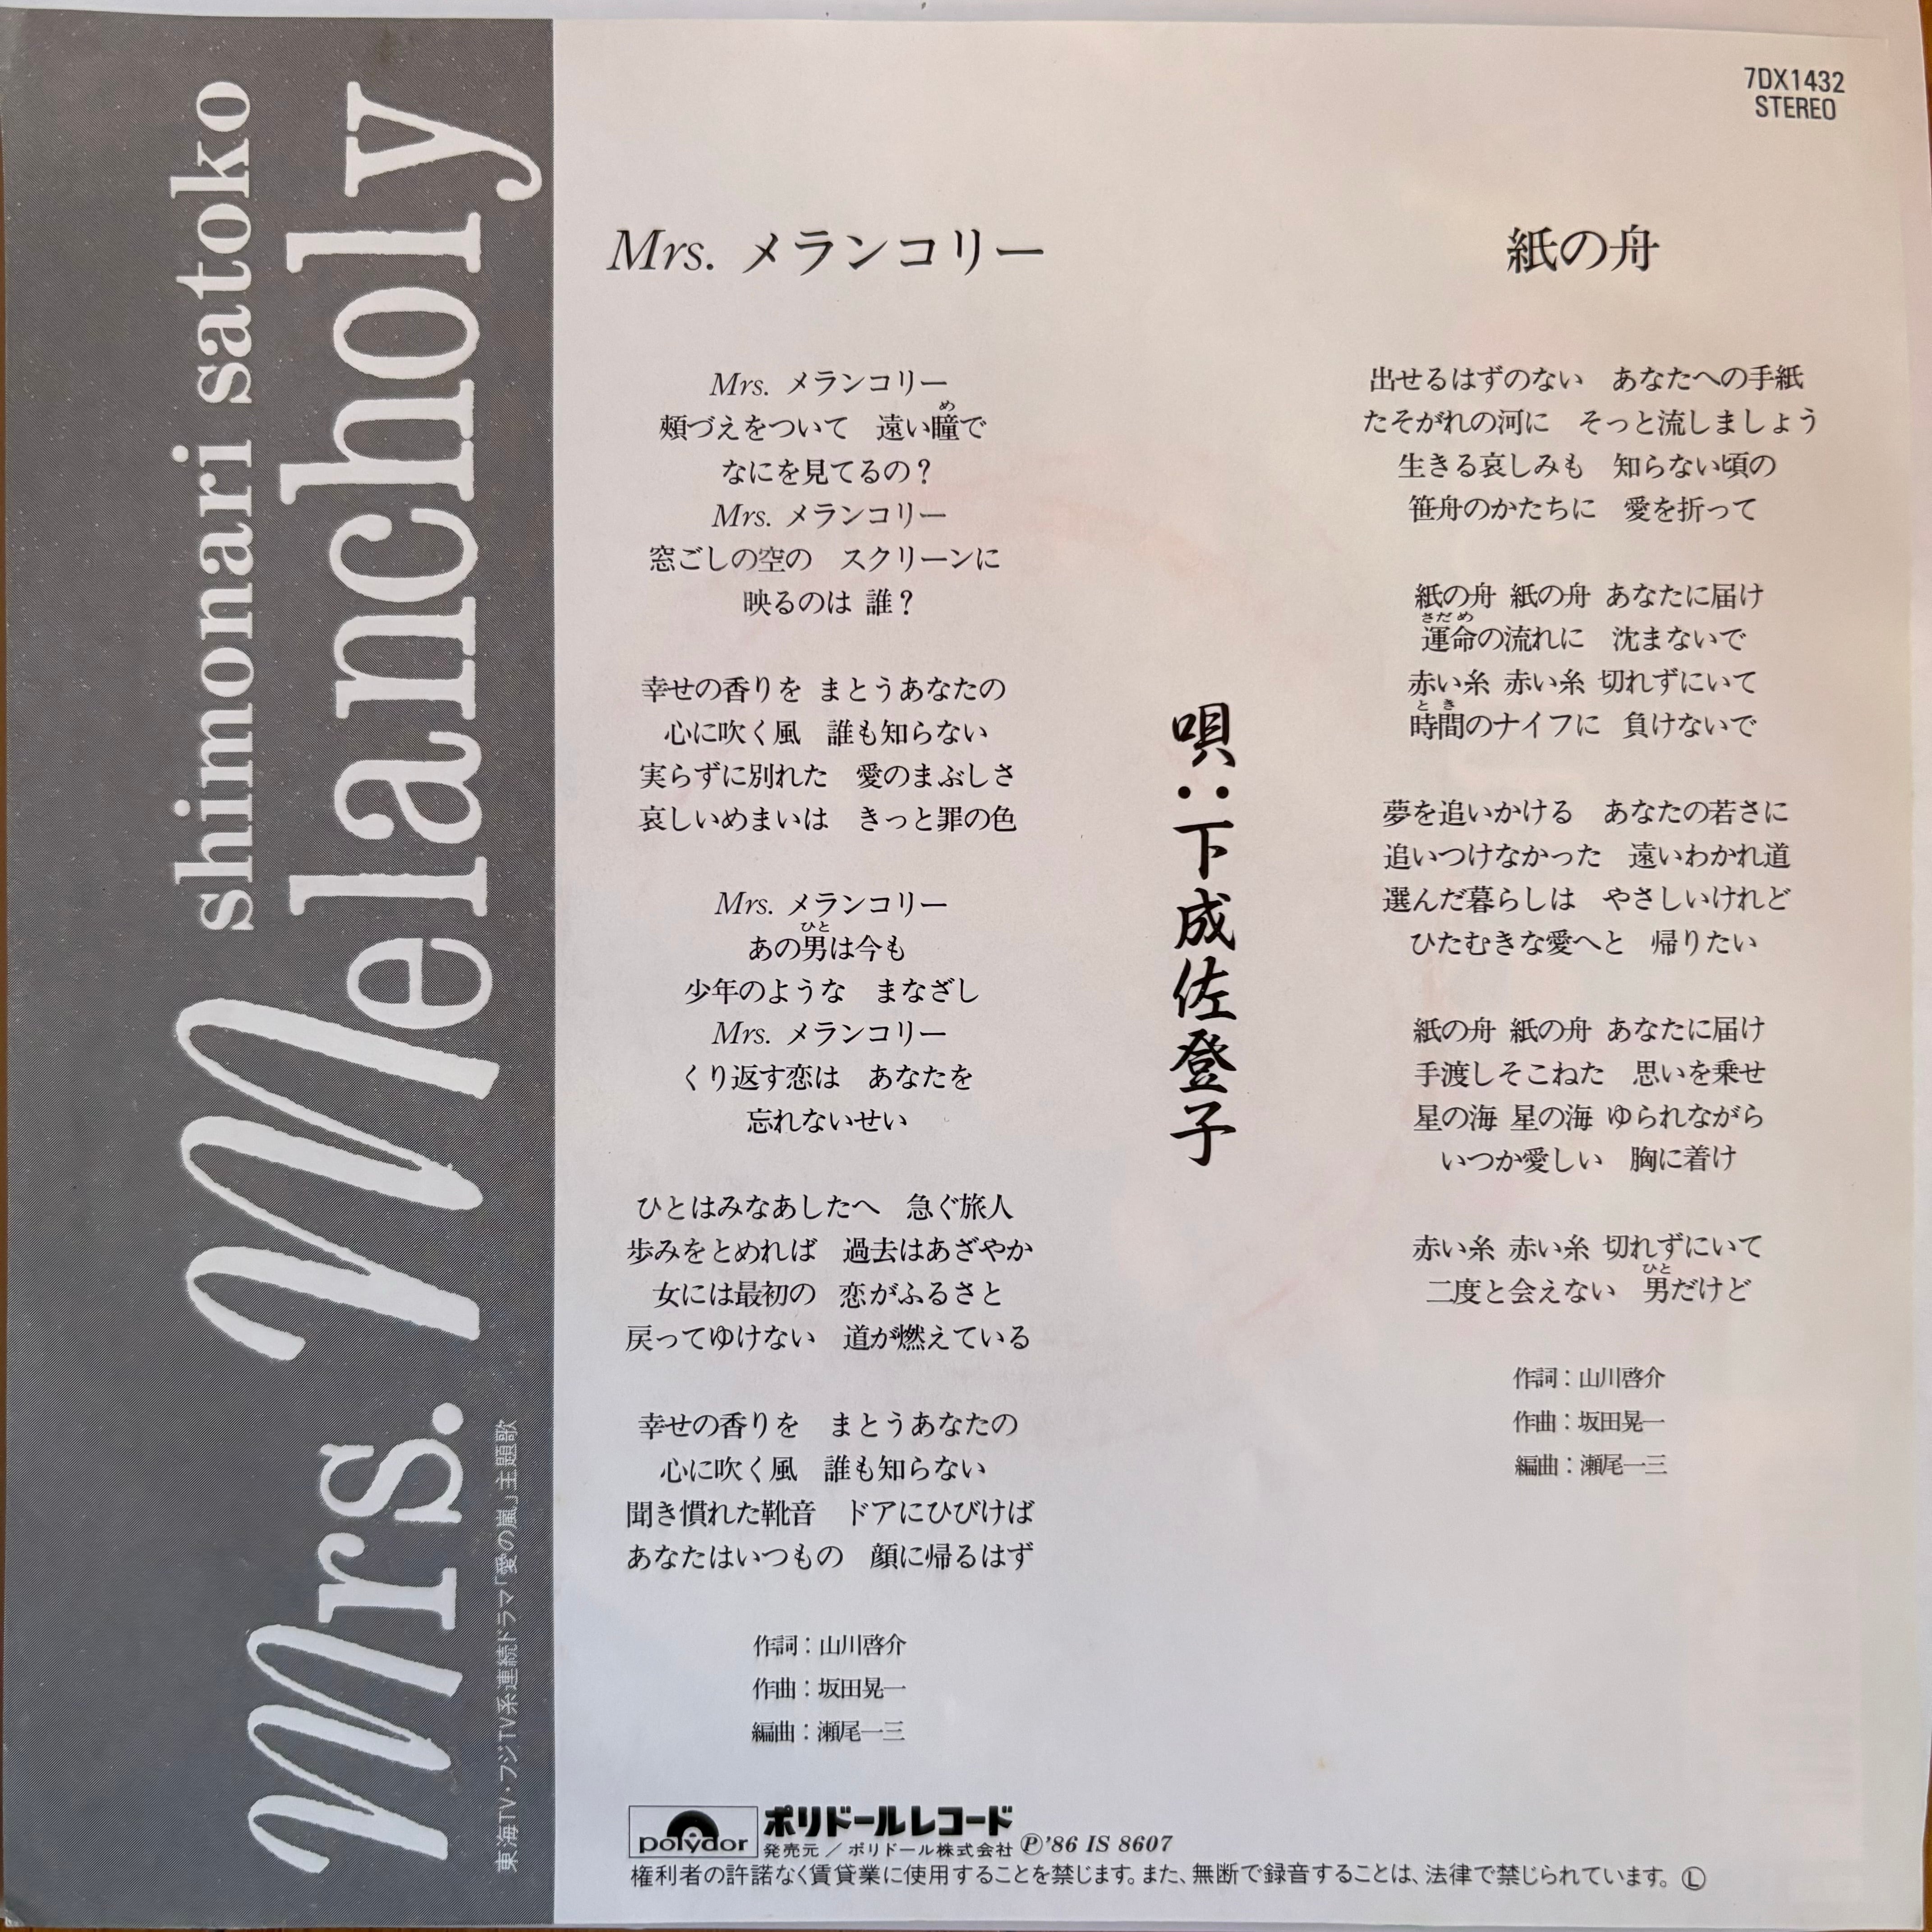 shimonari satoko
Mrs. Melancholy
東海TV・フジTV系連続ドラマ「愛の嵐」主題歌
7DX1432
STEREO
Mrs. メランコリー
Mrs. メランコリー
頰づえをついて 遠い瞳で
め
なにを見てるの？
Mrs. メランコリー
窓ごしの空の スクリーンに
映るのは 誰？
幸せの香りを まとうあなたの
心に吹く風 誰も知らない
実らずに別れた 愛のまぶしさ
哀しいめまいは きっと罪の色
Mrs. メランコリー
ひと
あの男は今も
少年のような まなざし
Mrs. メランコリー
くり返す恋は あなたを
忘れないせい
ひとはみなあしたへ 急ぐ旅人
歩みをとめれば 過去はあざやか
女には最初の 恋がふるさと
戻ってゆけない 道が燃えている
幸せの香りを まとうあなたの
心に吹く風 誰も知らない
聞き慣れた靴音 ドアにひびけば
あなたはいつもの 顔に帰るはず
作詞：山川啓介
作曲：坂田晃一
編曲：瀬尾一三
唄：下成佐登子
紙の舟
出せるはずのない あなたへの手紙
たそがれの河に そっと流しましょう
生きる哀しみも 知らない頃の
笹舟のかたちに 愛を折って
紙の舟 紙の舟 あなたに届け
さだめ
運命の流れに 沈まないで
赤い糸 赤い糸 切れずにいて
とき
時間のナイフに 負けないで
夢を追いかける あなたの若さに
追いつけなかった 遠いわかれ道
選んだ暮らしは やさしいけれど
ひたむきな愛へと 帰りたい
紙の舟 紙の舟 あなたに届け
手渡しそこねた 思いを乗せ
星の海 星の海 ゆられながら
いつか愛しい 胸に着け
赤い糸 赤い糸 切れずにいて
ひと
二度と会えない 男だけど
作詞：山川啓介
作曲：坂田晃一
編曲：瀬尾一三
polydor
ポリドールレコード
発売元／ポリドール株式会社 Ⓟ'86 IS 8607
権利者の許諾なく賃貸業に使用することを禁じます。また、無断で録音することは、法律で禁じられています。Ⓛ